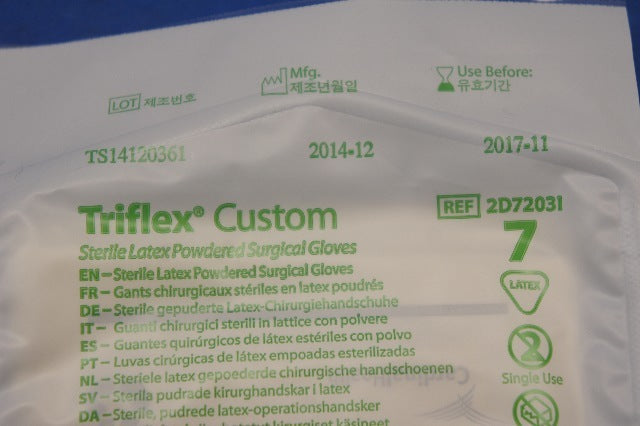 LOT 제조번호
Mfg.
제조년월일
Use Before:
유효기간
TS14120361
2014-12
2017-11
Triflex® Custom
REF 2D72031
7
Sterile Latex Powdered Surgical Gloves
EN – Sterile Latex Powdered Surgical Gloves
FR – Gants chirurgicaux stériles en latex poudrés
DE – Sterile gepuderte Latex-Chirurgiehandschuhe
IT – Guanti chirurgici sterili in lattice con polvere
ES – Guantes quirúrgicos de látex estériles con polvo
PT – Luvas cirúrgicas de látex empoadas esterilizadas
NL – Steriele latex gepoederde chirurgische handschoenen
SV – Sterila pudrade kirurghandskar i latex
DA – Sterile, pudrede latex-operationshandsker
LATEX
2
Single Use